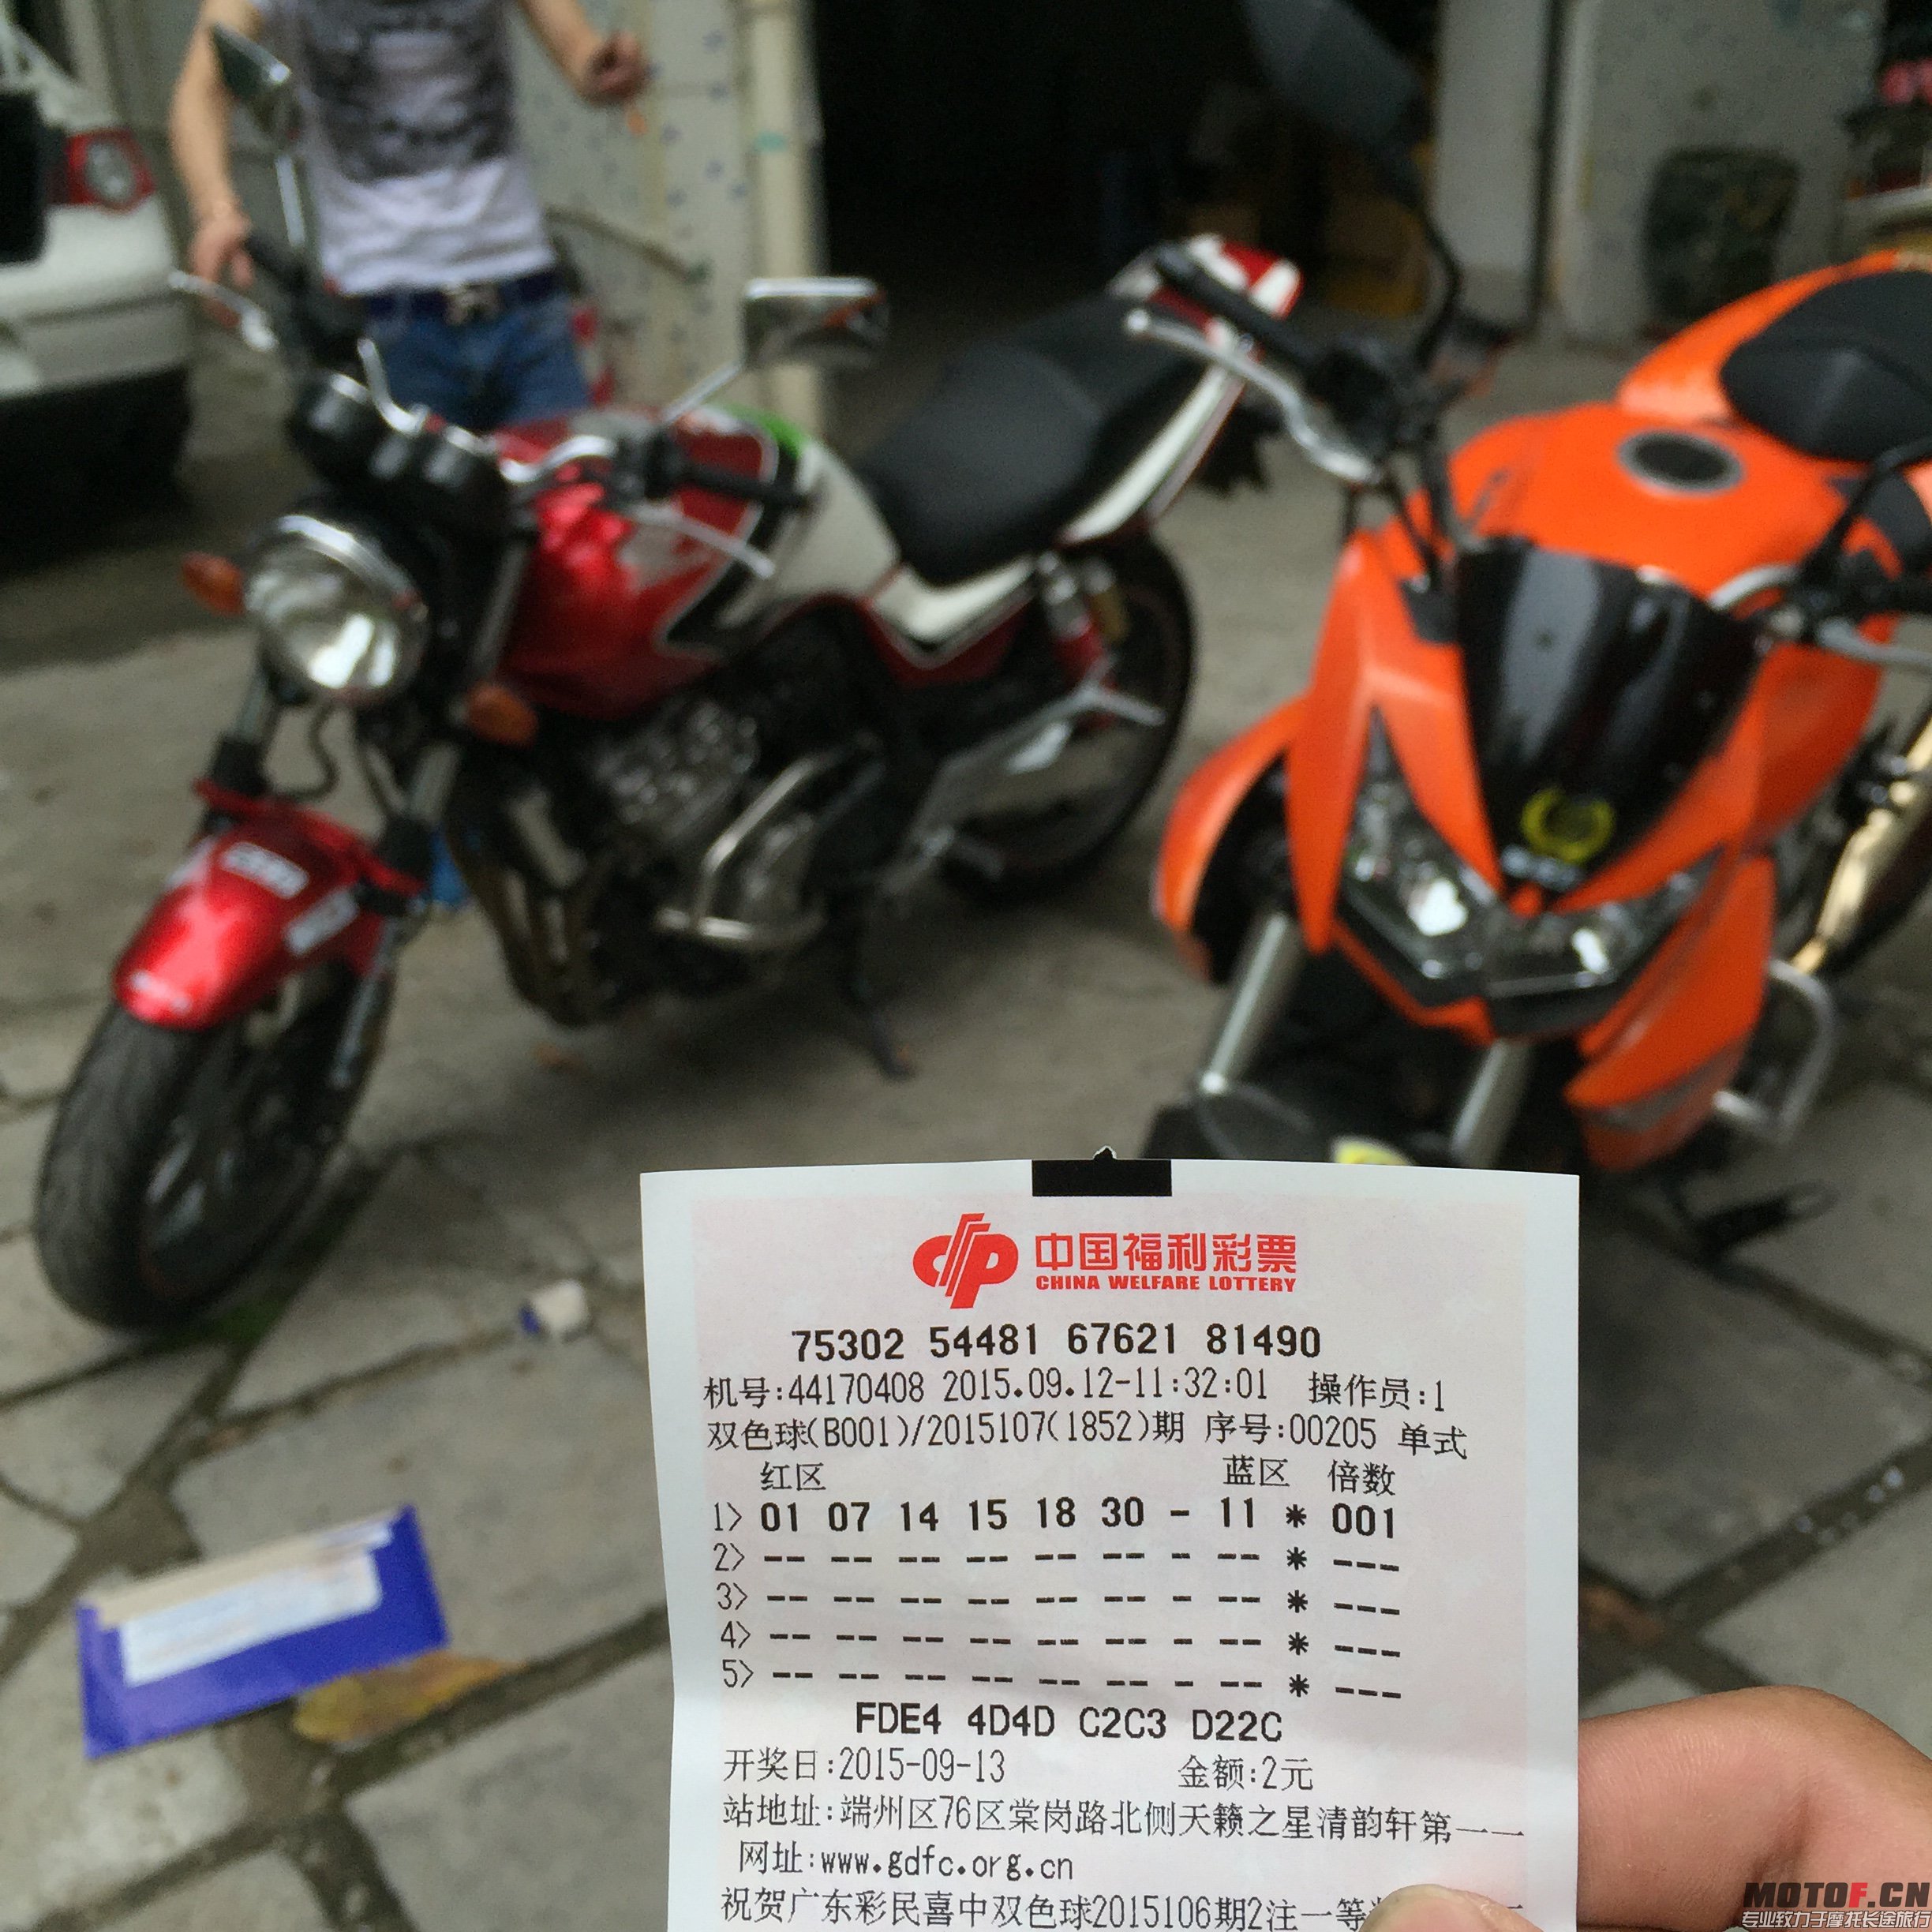 中国福利彩票
CHINA WELFARE LOTTERY
75302 54481 67621 81490
机号:44170408 2015.09.12-11:32:01 操作员:1
双色球(B001)/2015107(1852)期 序号:00205 单式
红区 蓝区 倍数
1> 01 07 14 15 18 30 - 11 * 001
2> -- -- -- -- -- -- - -- * ---
3> -- -- -- -- -- -- - -- * ---
4> -- -- -- -- -- -- - -- * ---
5> -- -- -- -- -- -- - -- * ---
FDE4 4D4D C2C3 D22C
开奖日:2015-09-13 金额:2元
站地址:端州区76区棠岗路北侧天籁之星清韵轩第一一
网址:www.gdfc.org.cn
祝贺广东彩民喜中双色球2015106期2注一等
MOTOF.CN
专业致力于摩托长途旅行